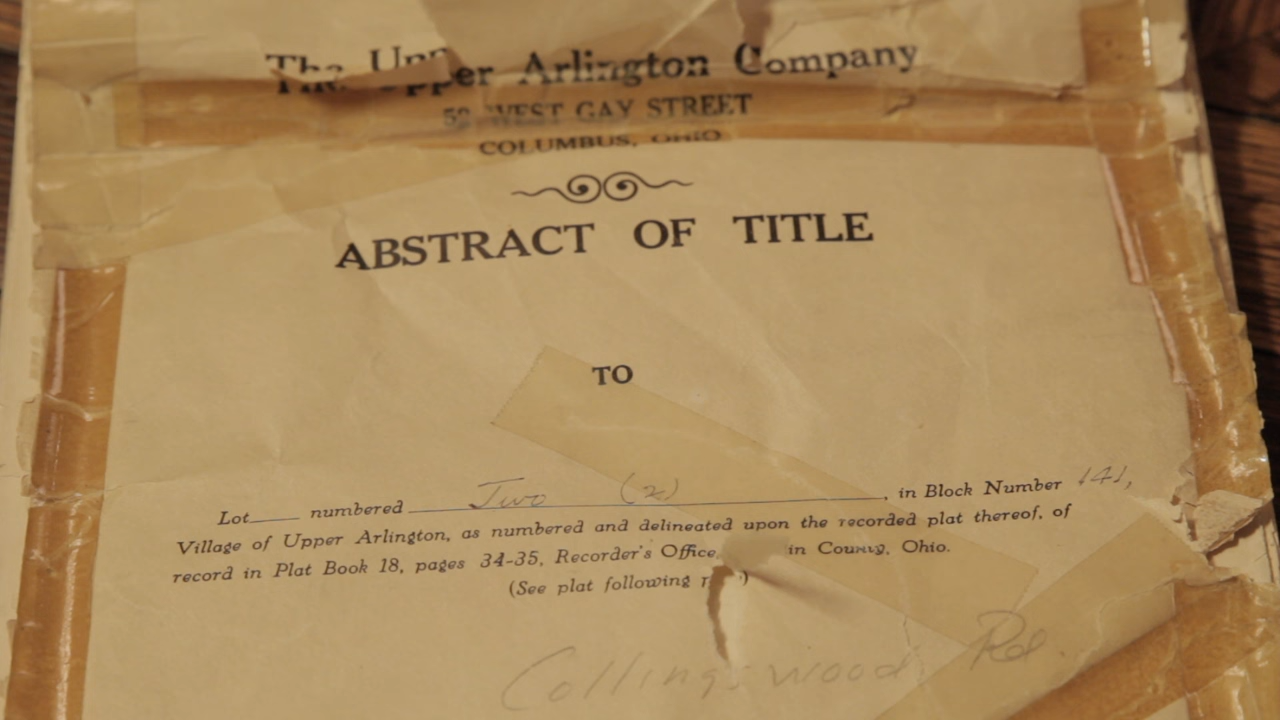 The Upper Arlington Company
WEST GAY STREET
COLUMBUS, OHIO
ABSTRACT OF TITLE
TO
Lot numbered Two (2), in Block Number 141,
Village of Upper Arlington, as numbered and delineated upon the recorded plat thereof, of
record in Plat Book 18, pages 34-35, Recorder's Office, in County, Ohio.
(See plat following
Collingswood Rd.